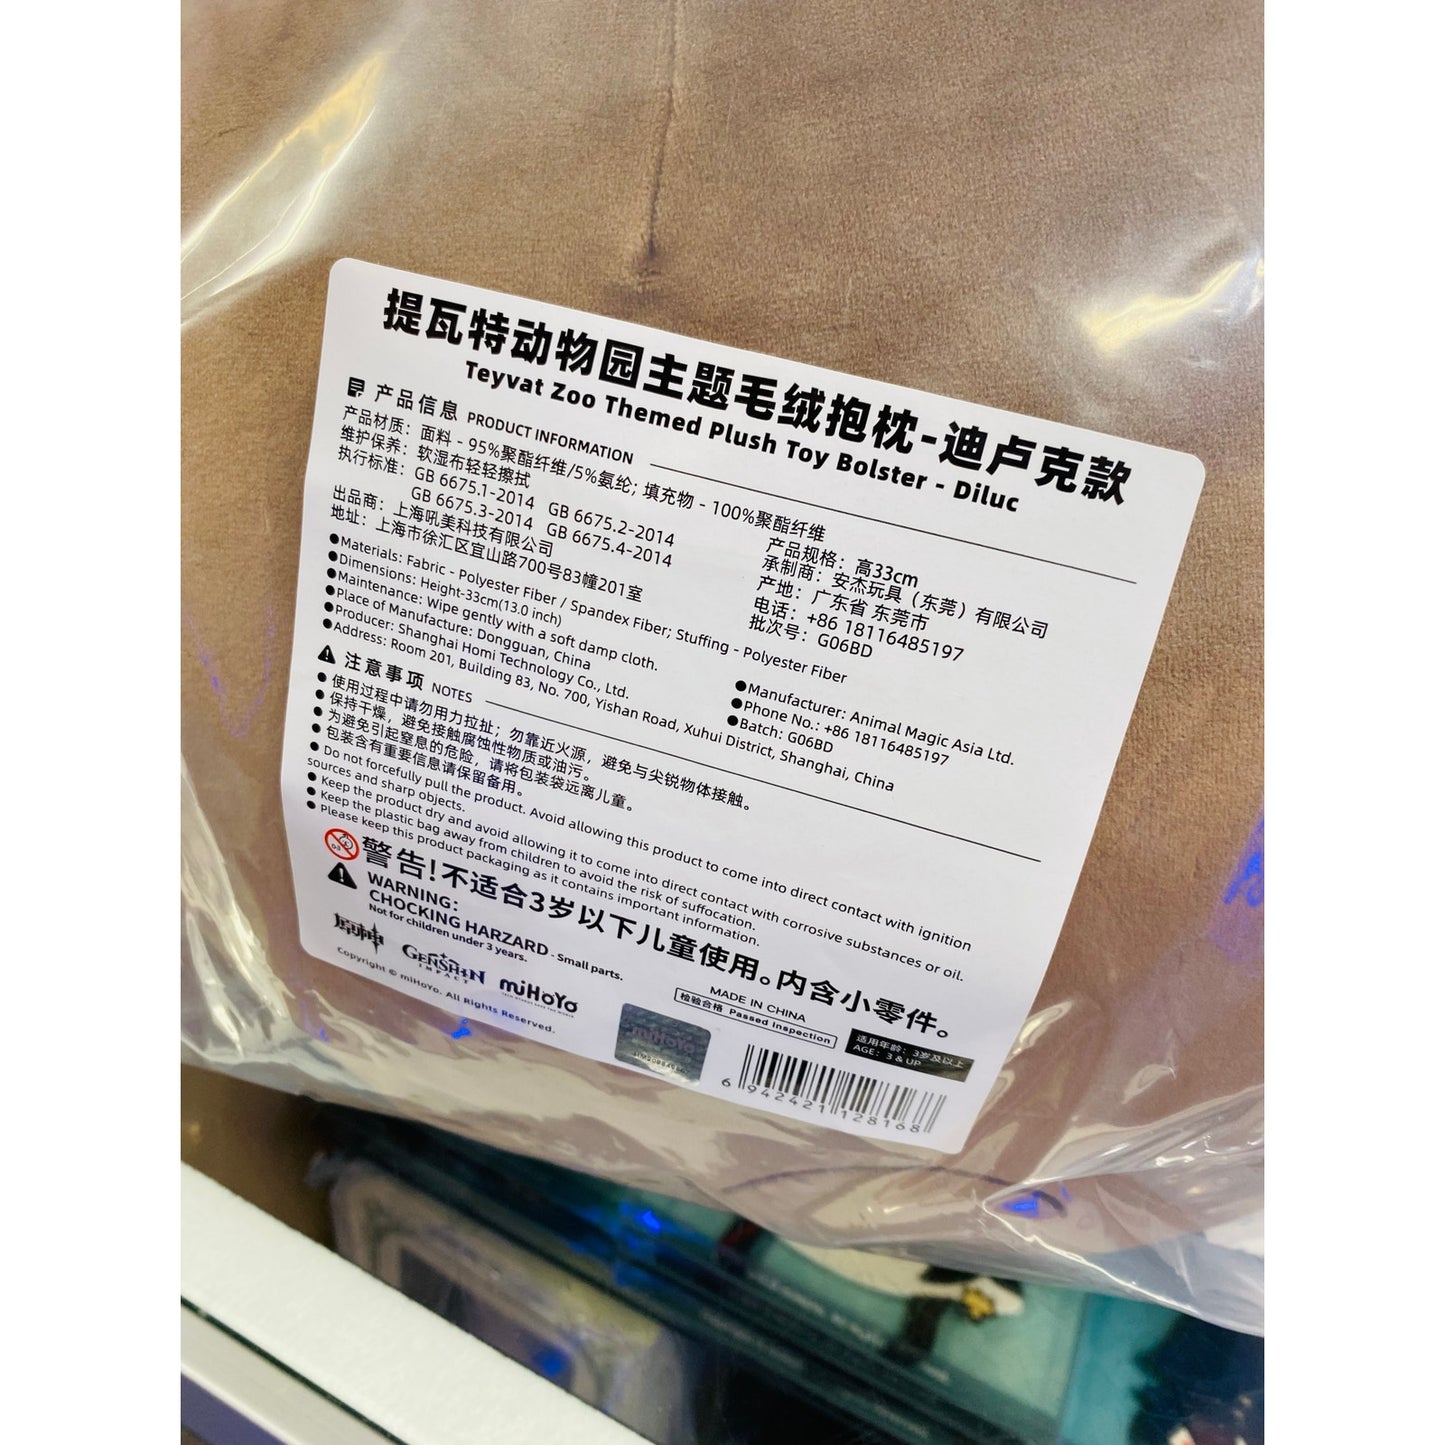 提瓦特动物园主题毛绒抱枕-迪卢克款
Teyvat Zoo Themed Plush Toy Bolster - Diluc
产品信息 PRODUCT INFORMATION
产品材质：面料 - 95%聚酯纤维/5%氨纶; 填充物 - 100%聚酯纤维
维护保养：软湿布轻轻擦拭
执行标准：GB 6675.1-2014 GB 6675.2-2014
GB 6675.3-2014 GB 6675.4-2014
出品商：上海吼美科技有限公司
地址：上海市徐汇区宜山路700号83幢201室
产品规格：高33cm
承制商：安杰玩具（东莞）有限公司
产地：广东省 东莞市
电话：+86 18116485197
批次号：G06BD
●Materials: Fabric - Polyester Fiber / Spandex Fiber; Stuffing - Polyester Fiber
●Dimensions: Height-33cm(13.0 inch)
●Maintenance: Wipe gently with a soft damp cloth.
●Place of Manufacture: Dongguan, China
●Producer: Shanghai Homi Technology Co., Ltd.
●Address: Room 201, Building 83, No. 700, Yishan Road, Xuhui District, Shanghai, China
●Manufacturer: Animal Magic Asia Ltd.
●Phone No.: +86 18116485197
●Batch: G06BD
注意事项 NOTES
● 使用过程中请勿用力拉扯；勿靠近火源，避免与尖锐物体接触。
● 保持干燥，避免接触腐蚀性物质或油污。
● 为避免引起窒息的危险，请将包装袋远离儿童。
● 包装含有重要信息请保留备用。
● Do not forcefully pull the product. Avoid allowing this product to come into direct contact with ignition
sources and sharp objects.
● Keep the product dry and avoid allowing it to come into direct contact with corrosive substances or oil.
● Keep the plastic bag away from children to avoid the risk of suffocation.
● Please keep this product packaging as it contains important information.
0-3
警告!不适合3岁以下儿童使用。内含小零件。
WARNING:
CHOCKING HARZARD - Small parts.
Not for children under 3 years.
原神
GENSHIN
IMPACT
miHoYo
TECH OTAKUS SAVE THE WORLD
Copyright © miHoYo. All Rights Reserved.
MADE IN CHINA
检验合格 Passed inspection
适用年龄：3岁及以上
AGE: 3 & UP
6 942421 128168